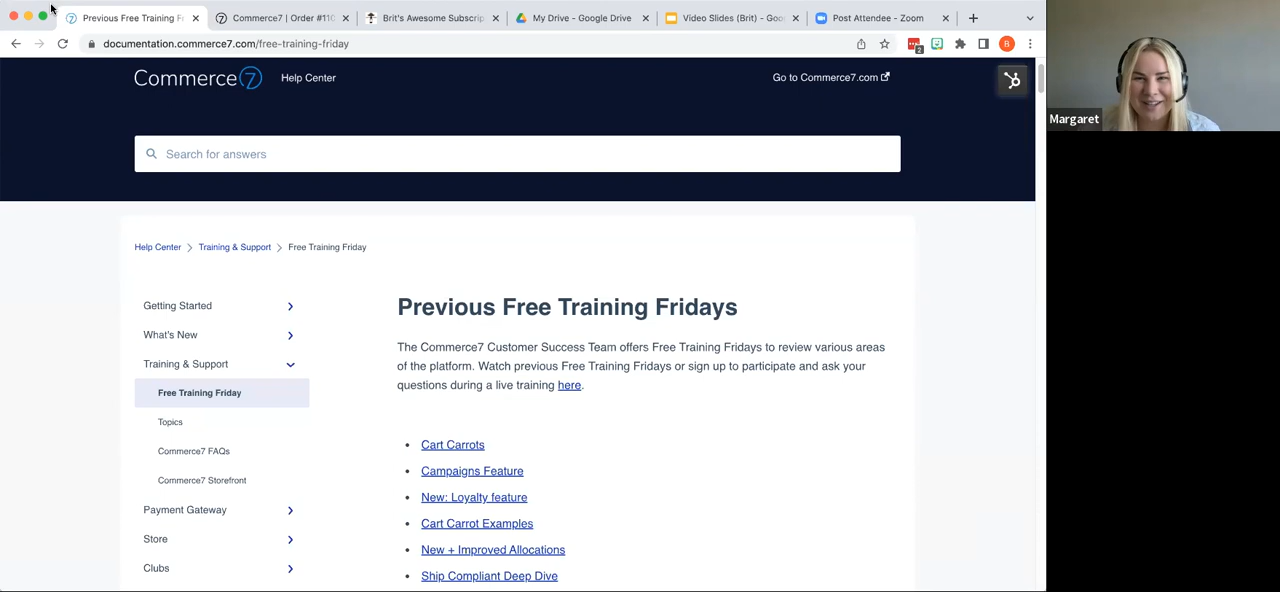 Previous Free Training Fi
Commerce7 | Order #110
Brit's Awesome Subscrip
My Drive - Google Drive
Video Slides (Brit) - Goo
Post Attendee - Zoom
documentation.commerce7.com/free-training-friday
2
B
Commerce7
Help Center
Go to Commerce7.com
Margaret
Search for answers
Help Center > Training & Support > Free Training Friday
Getting Started
What's New
Training & Support
Free Training Friday
Topics
Commerce7 FAQs
Commerce7 Storefront
Payment Gateway
Store
Clubs
Previous Free Training Fridays
The Commerce7 Customer Success Team offers Free Training Fridays to review various areas
of the platform. Watch previous Free Training Fridays or sign up to participate and ask your
questions during a live training here.
• Cart Carrots
• Campaigns Feature
• New: Loyalty feature
• Cart Carrot Examples
• New + Improved Allocations
• Ship Compliant Deep Dive